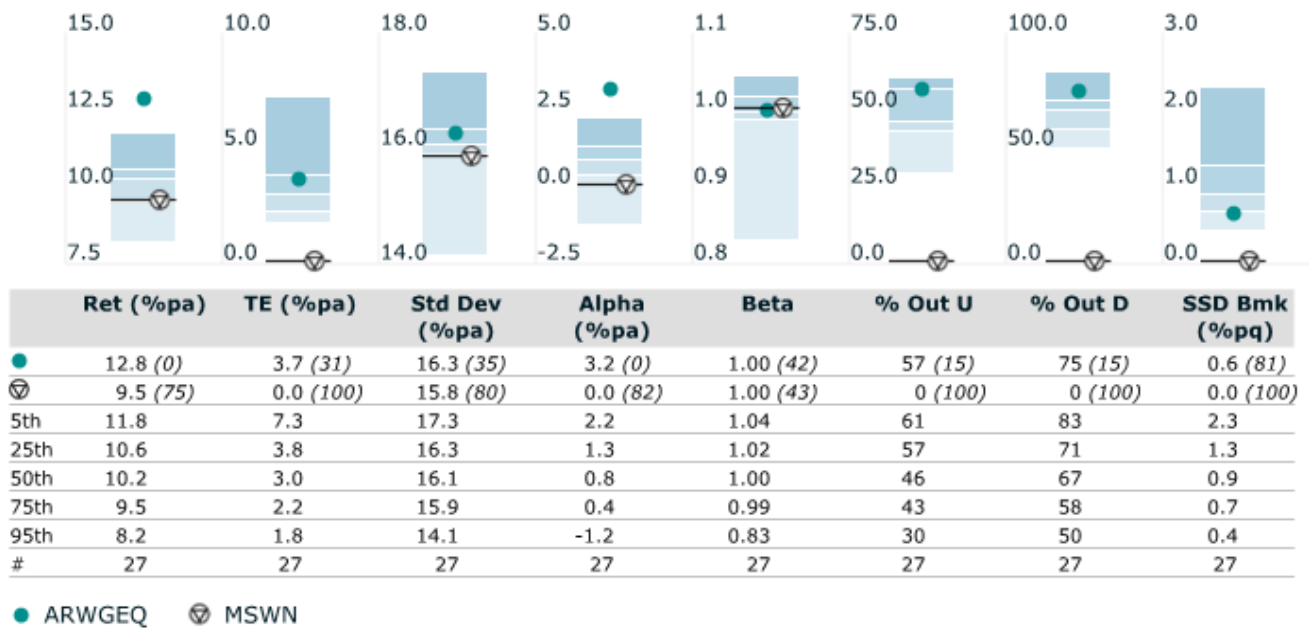 15.0 10.0 18.0 5.0 1.1 75.0 100.0 3.0
12.5 2.5 1.0 50.0 2.0
5.0 16.0 50.0
10.0 0.0 0.9 25.0 1.0
7.5 0.0 14.0 -2.5 0.8 0.0 0.0 0.0
Ret (%pa) TE (%pa) Std Dev (%pa) Alpha (%pa) Beta % Out U % Out D SSD Bmk (%pq)
12.8 (0) 3.7 (31) 16.3 (35) 3.2 (0) 1.00 (42) 57 (15) 75 (15) 0.6 (81)
9.5 (75) 0.0 (100) 15.8 (80) 0.0 (82) 1.00 (43) 0 (100) 0 (100) 0.0 (100)
5th 11.8 7.3 17.3 2.2 1.04 61 83 2.3
25th 10.6 3.8 16.3 1.3 1.02 57 71 1.3
50th 10.2 3.0 16.1 0.8 1.00 46 67 0.9
75th 9.5 2.2 15.9 0.4 0.99 43 58 0.7
95th 8.2 1.8 14.1 -1.2 0.83 30 50 0.4
# 27 27 27 27 27 27 27 27
ARWGEQ MSWN